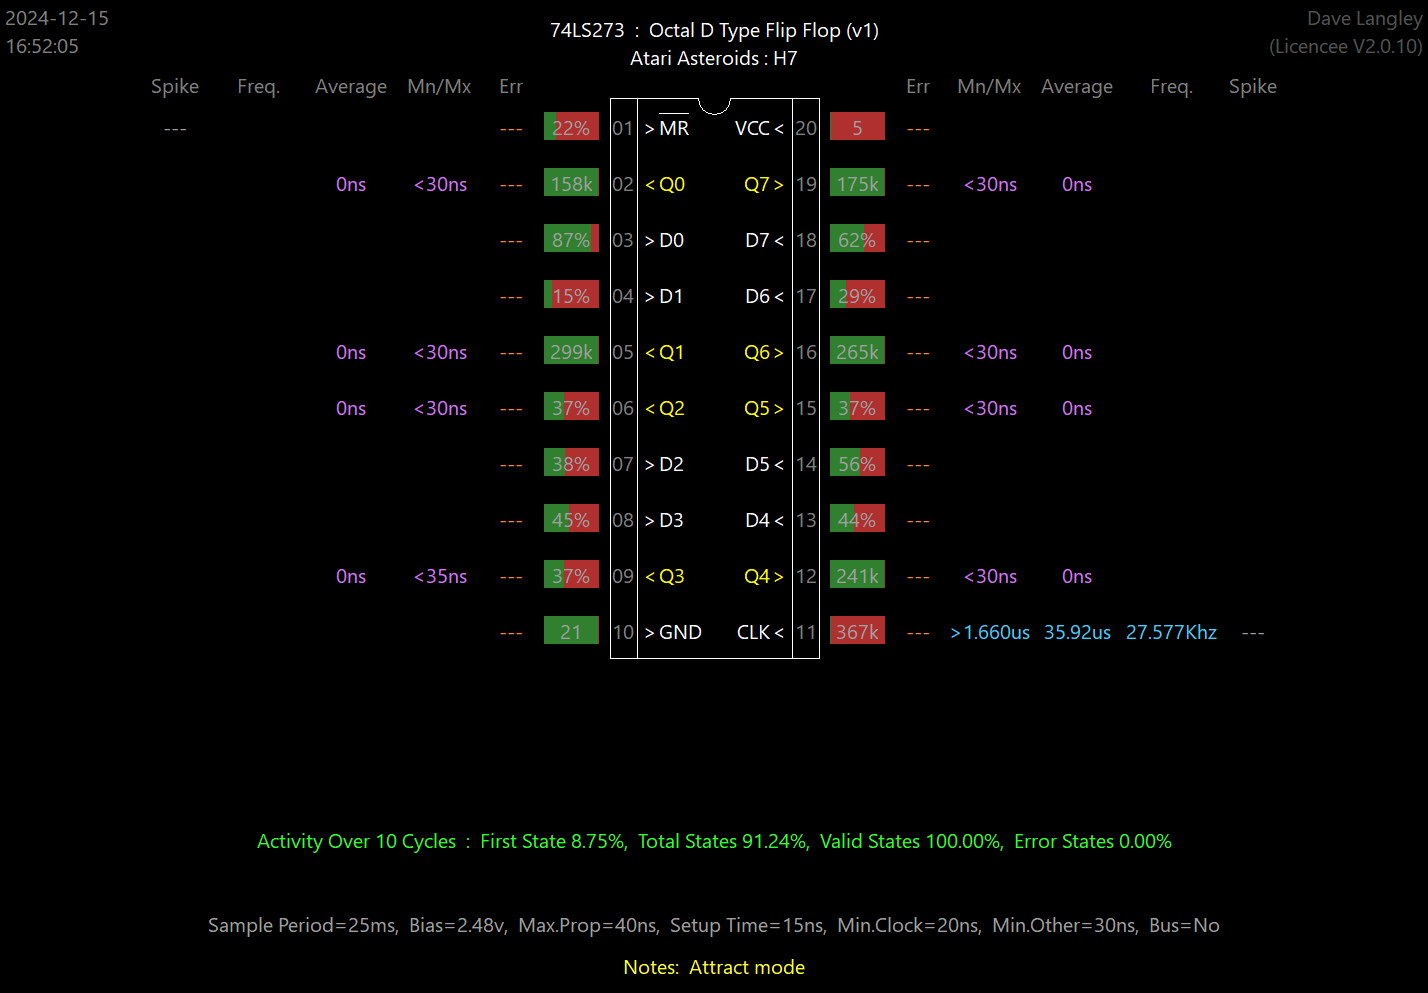 2024-12-15
16:52:05
74LS273 : Octal D Type Flip Flop (v1)
Atari Asteroids : H7
Dave Langley
(Licencee V2.0.10)
Spike Freq. Average Mn/Mx Err Err Mn/Mx Average Freq. Spike
--- --- 22% 01 >MR VCC< 20 5 ---
0ns <30ns --- 158k 02 <Q0 Q7> 19 175k --- <30ns 0ns
--- 87% 03 >D0 D7< 18 62% ---
--- 15% 04 >D1 D6< 17 29% ---
0ns <30ns --- 299k 05 <Q1 Q6> 16 265k --- <30ns 0ns
0ns <30ns --- 37% 06 <Q2 Q5> 15 37% --- <30ns 0ns
--- 38% 07 >D2 D5< 14 56% ---
--- 45% 08 >D3 D4< 13 44% ---
0ns <35ns --- 37% 09 <Q3 Q4> 12 241k --- <30ns 0ns
--- 21 10 >GND CLK< 11 367k --- >1.660us 35.92us 27.577Khz ---
Activity Over 10 Cycles : First State 8.75%, Total States 91.24%, Valid States 100.00%, Error States 0.00%
Sample Period=25ms, Bias=2.48v, Max.Prop=40ns, Setup Time=15ns, Min.Clock=20ns, Min.Other=30ns, Bus=No
Notes: Attract mode